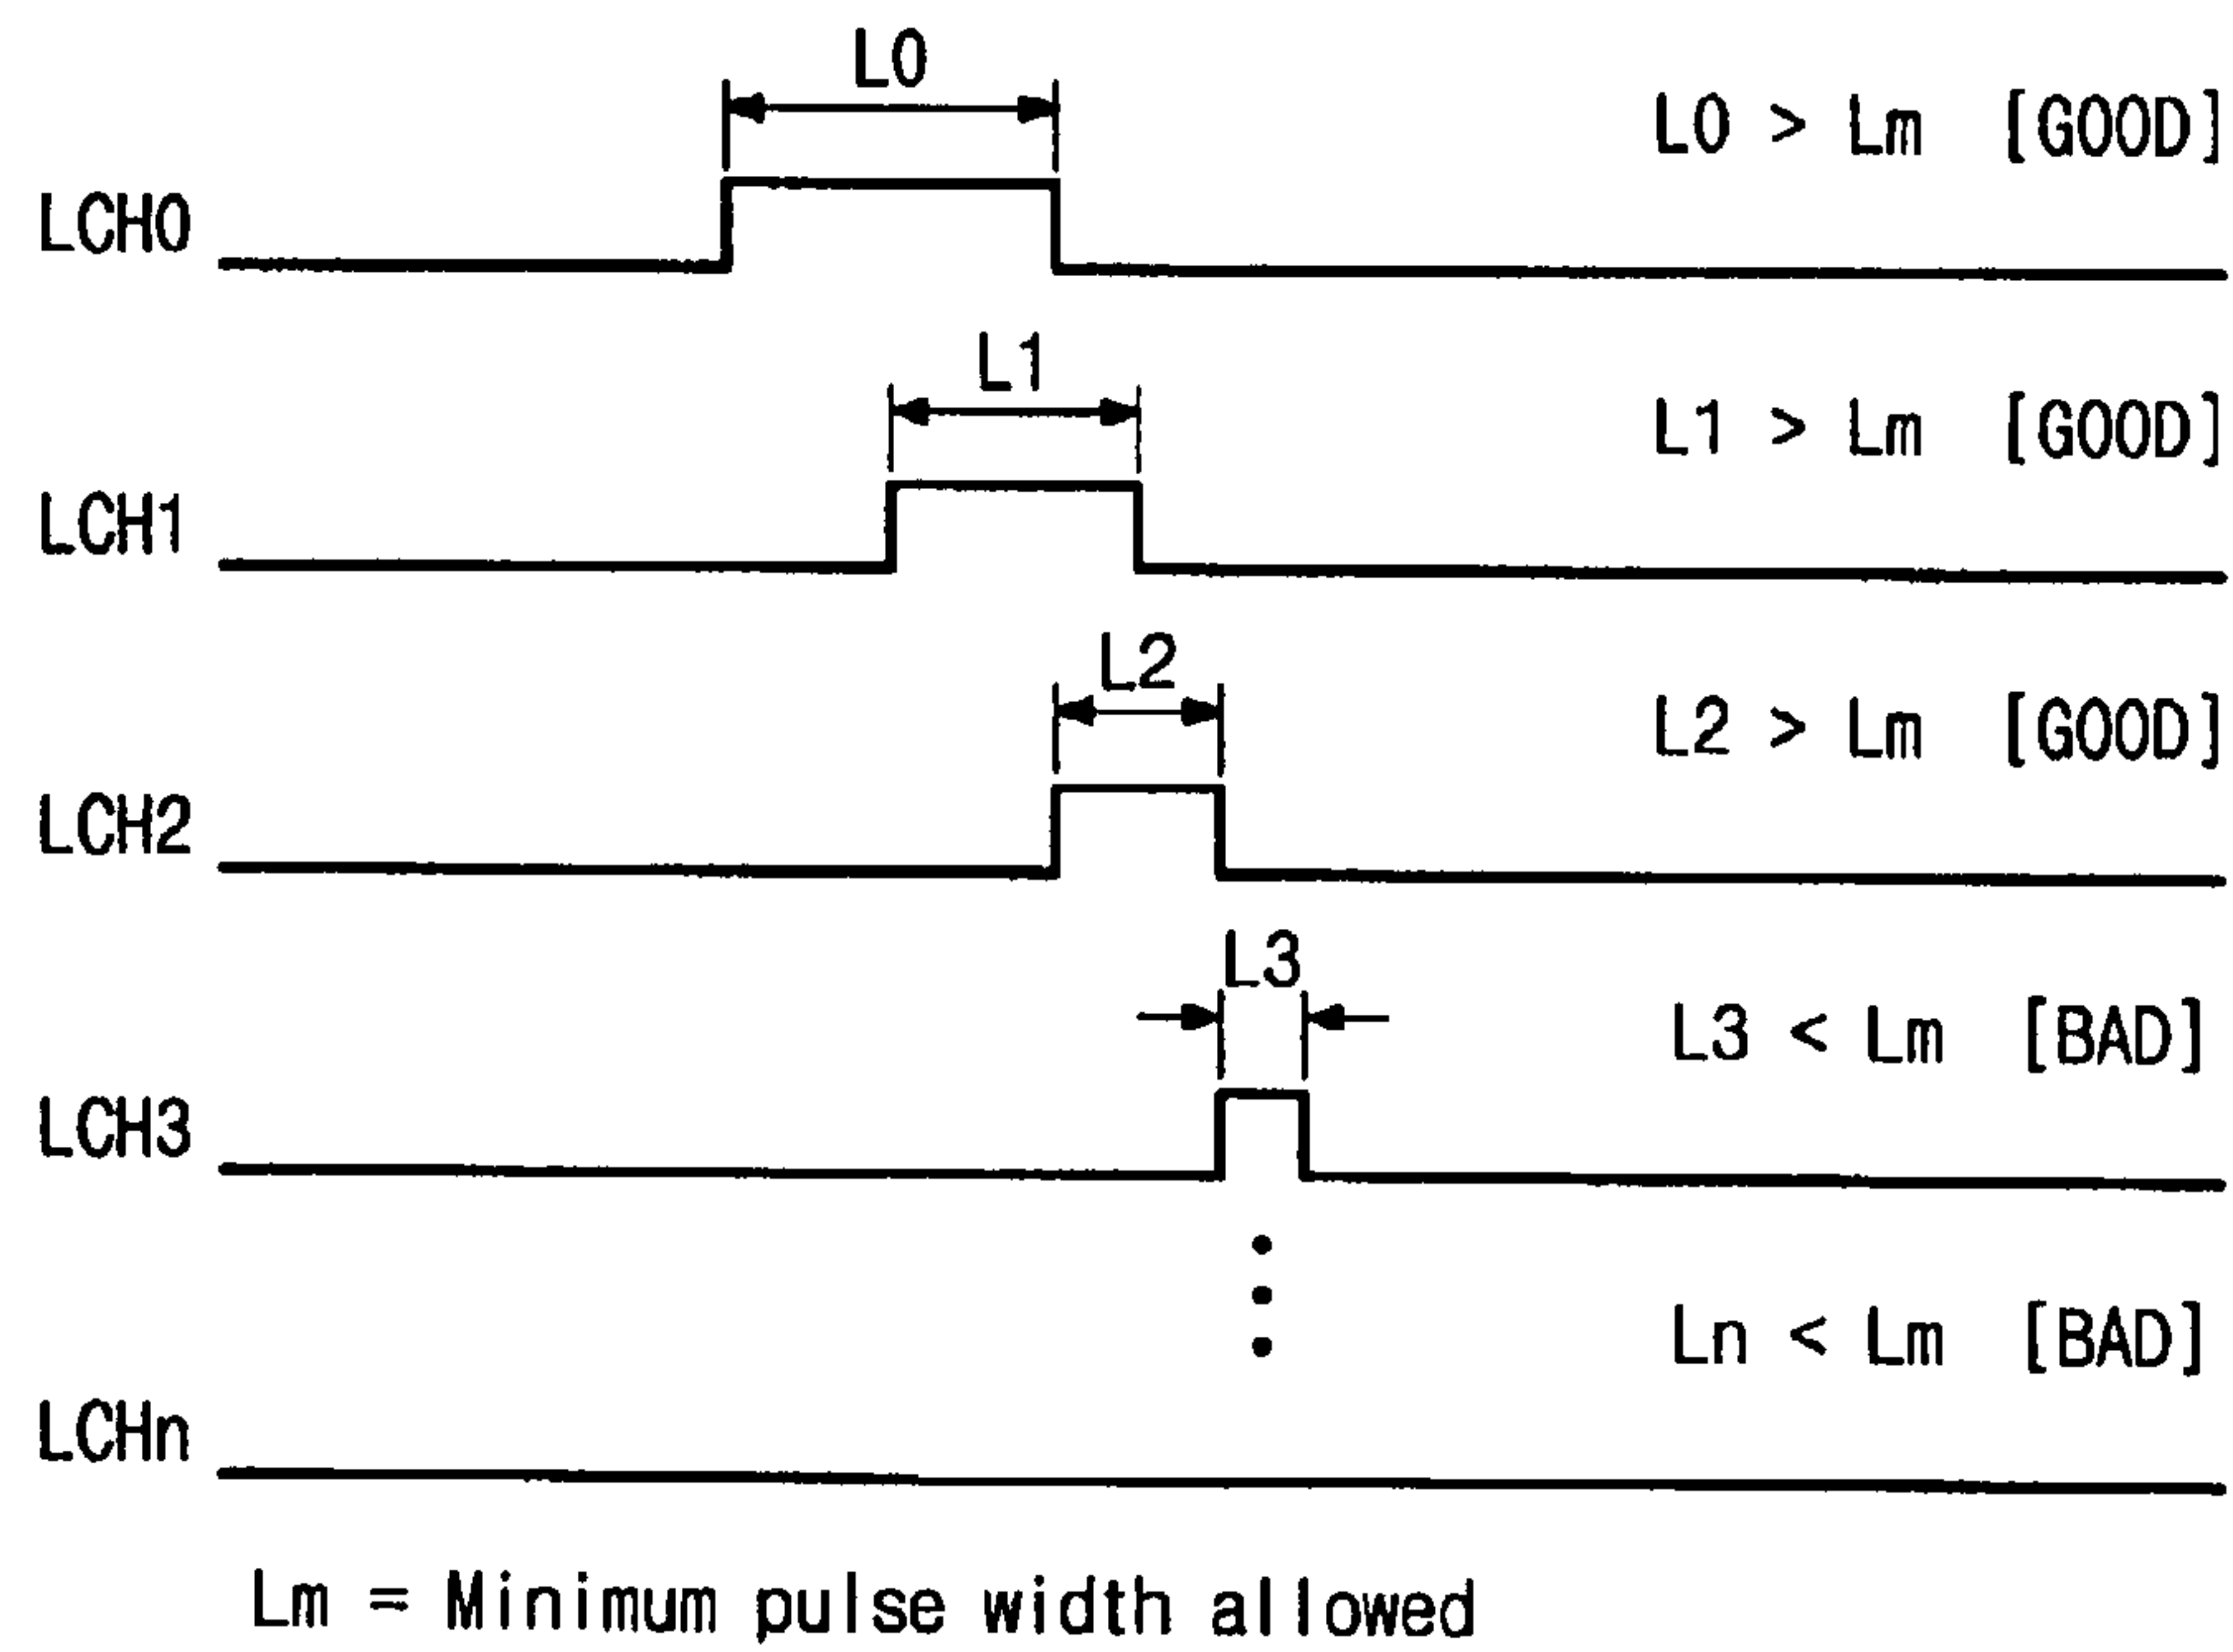 L0
L0 > Lm [GOOD]
LCH0
L1
L1 > Lm [GOOD]
LCH1
L2
L2 > Lm [GOOD]
LCH2
L3
L3 < Lm [BAD]
LCH3
Ln < Lm [BAD]
LCHn
Lm = Minimum pulse width allowed